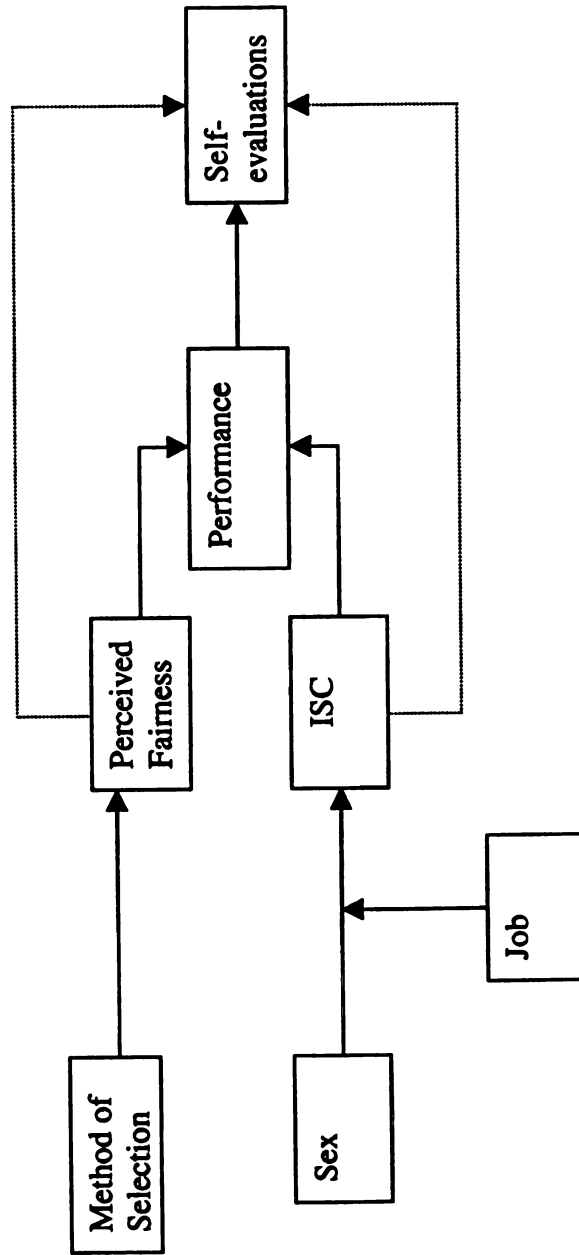 Method of
Selection
Perceived
Fairness
Performance
Self-
evaluations
Sex
ISC
Job